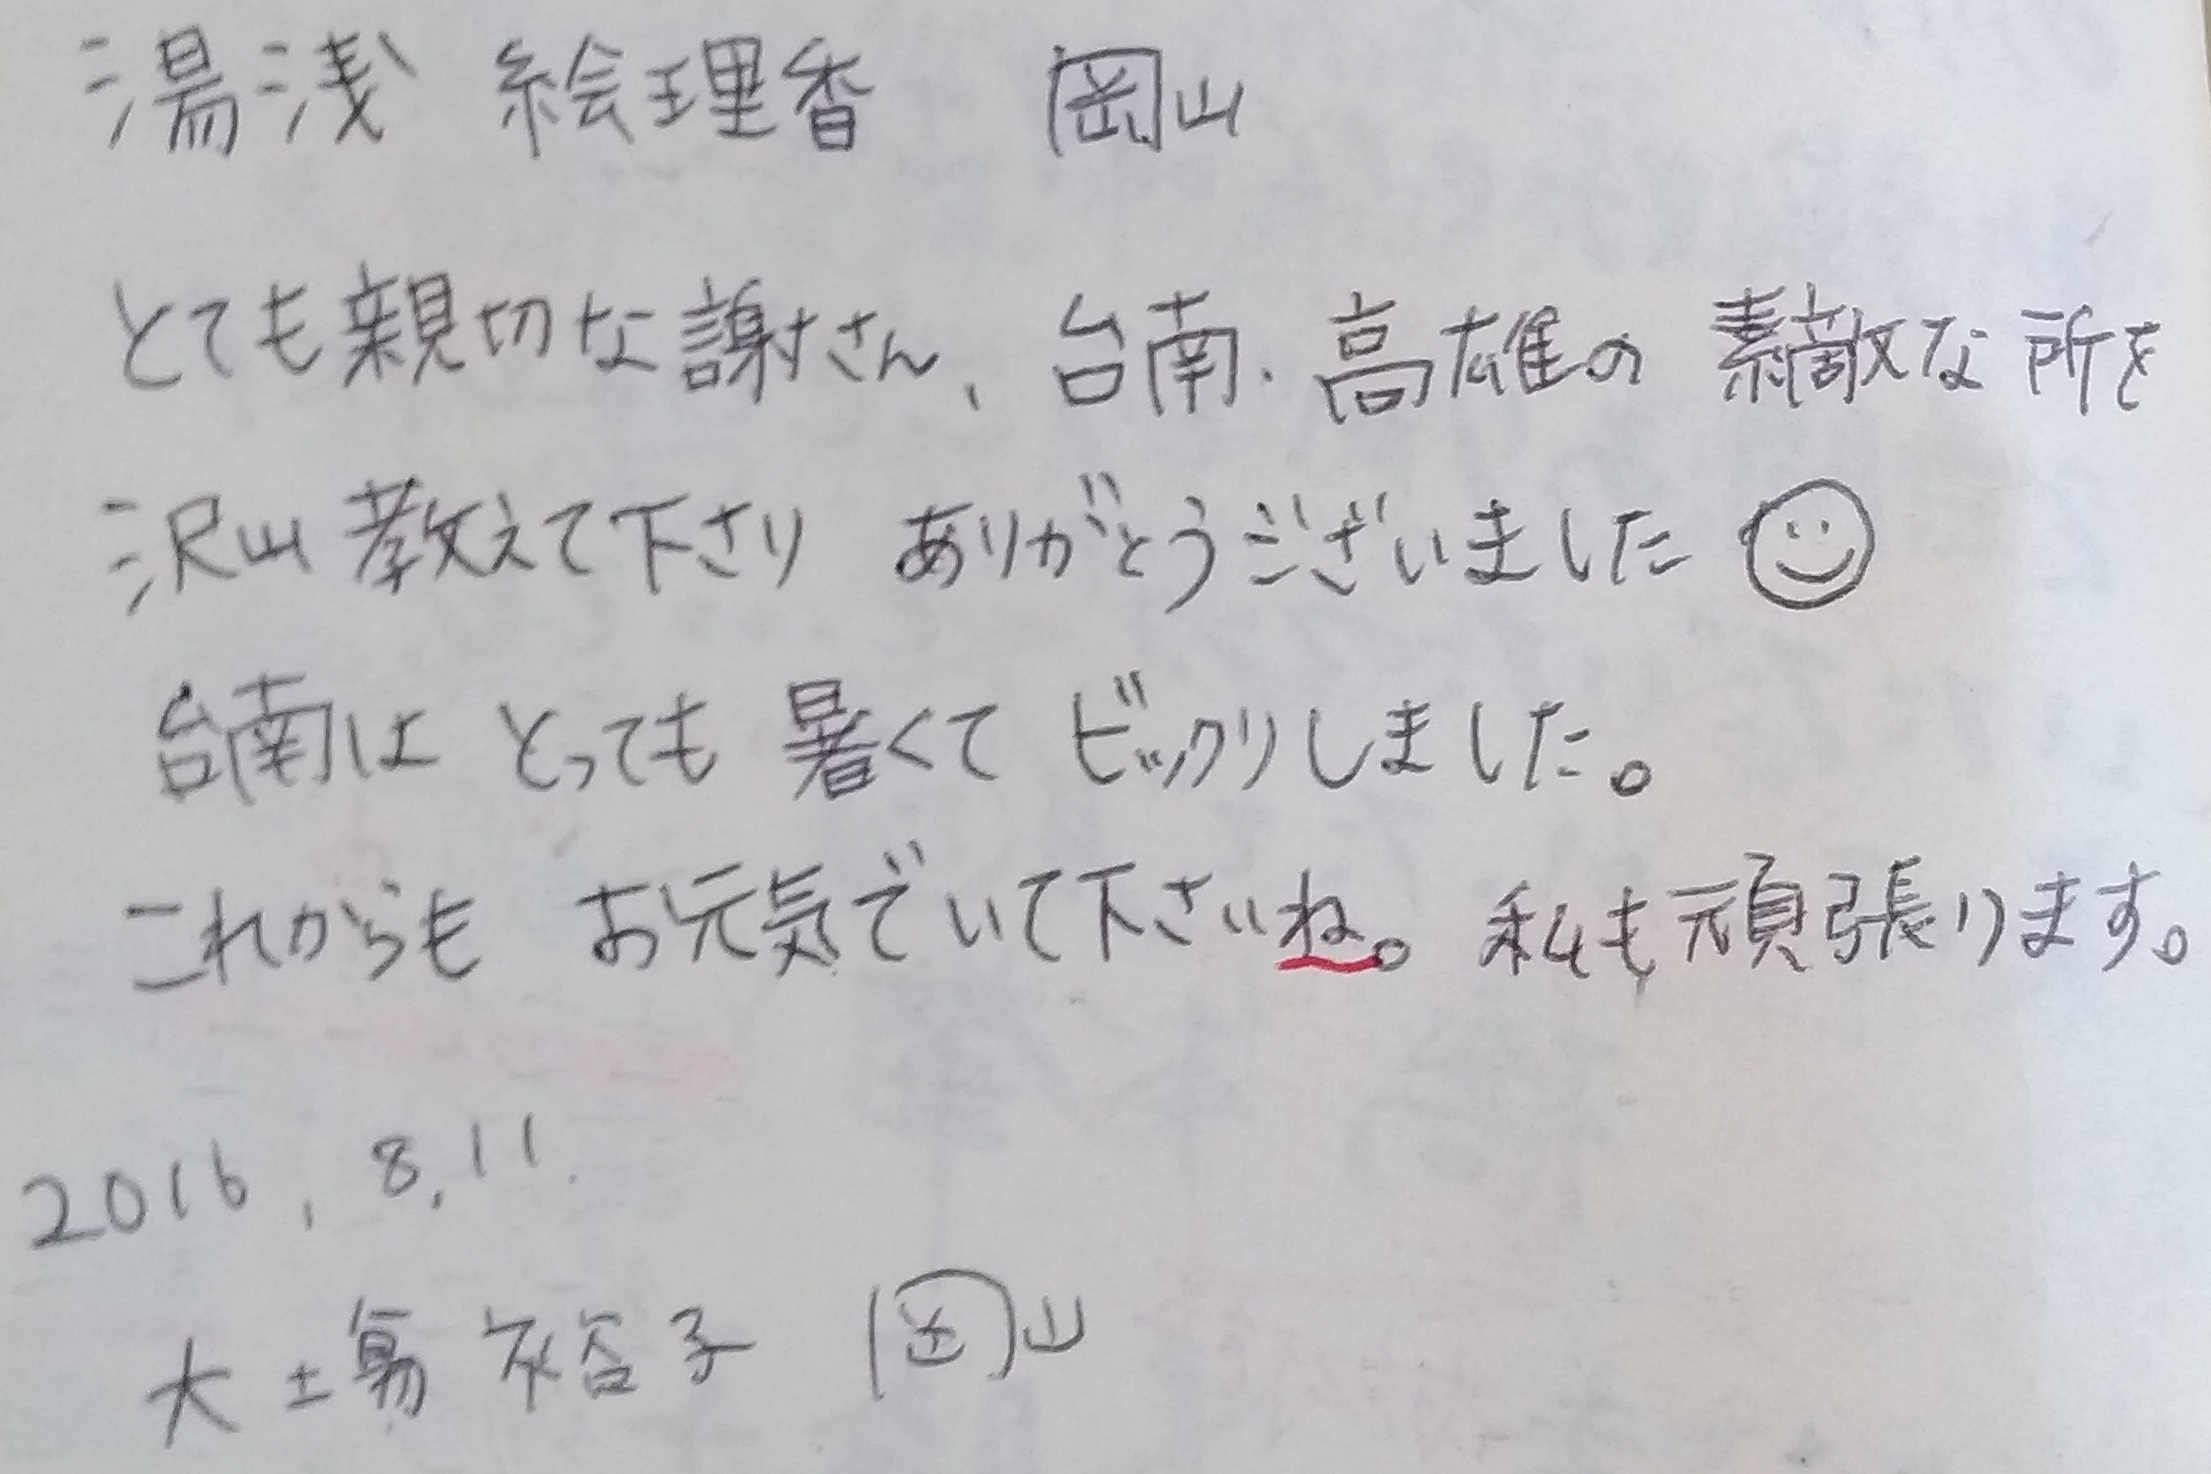 湯浅 絵理香 岡山
とても親切な謝さん、台南、高雄の素敵な所を
沢山教えて下さり ありがとうございました
台南は とっても 暑くて ビックリしました。
これからも お元気でいて下さいね。私も頑張ります。
2016, 8, 11.
大土場 裕子 岡山